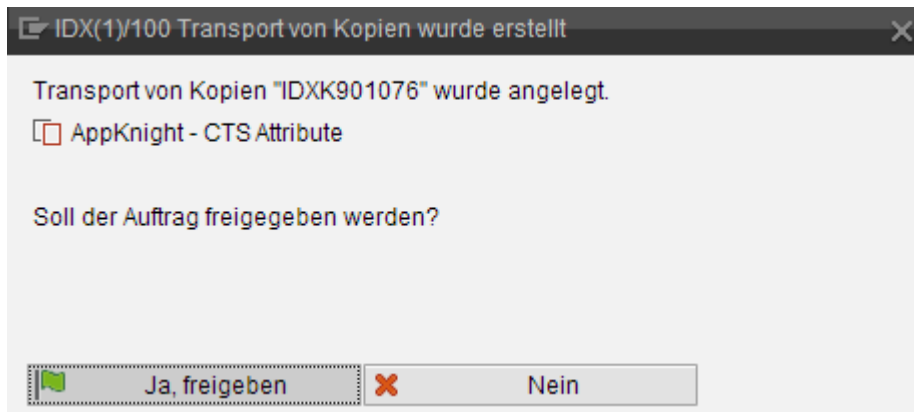 IDX(1)/100 Transport von Kopien wurde erstellt
Transport von Kopien "IDXK901076" wurde angelegt.
AppKnight - CTS Attribute
Soll der Auftrag freigegeben werden?
Ja, freigeben
Nein